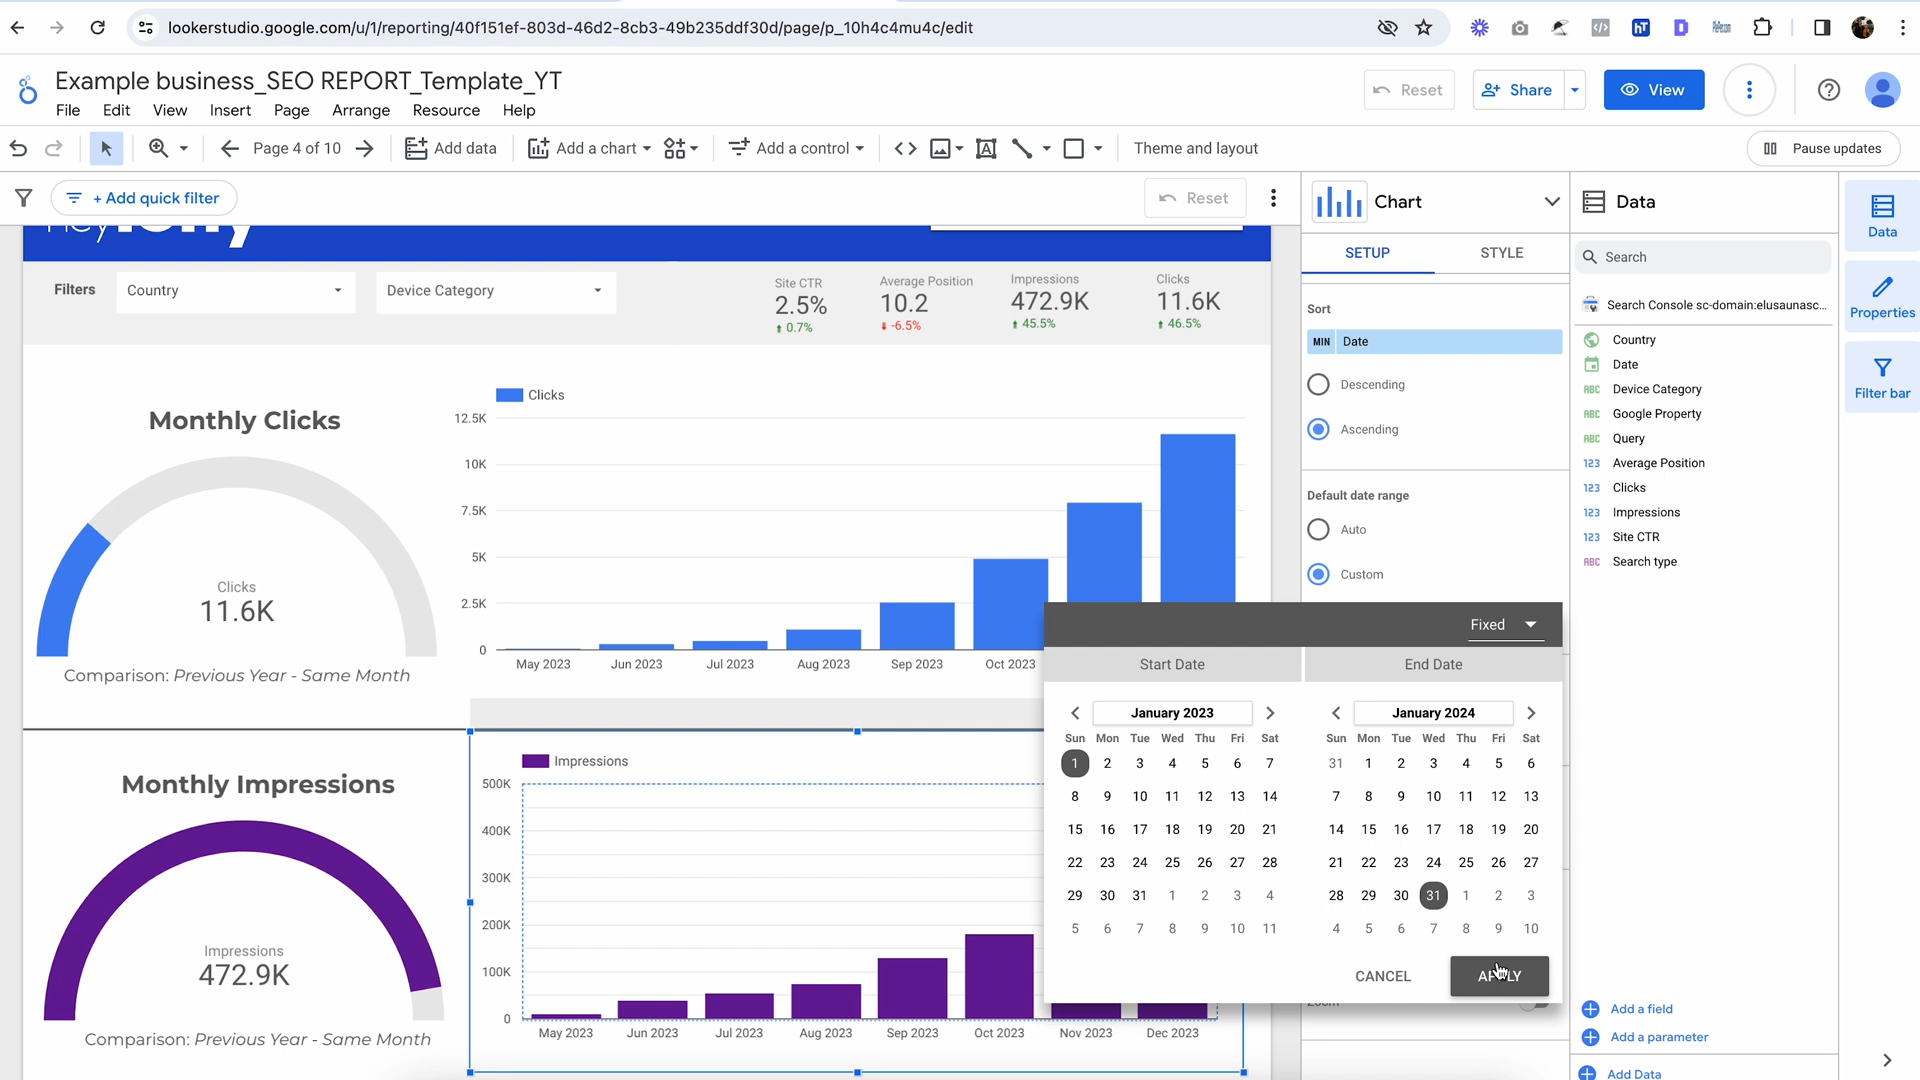 lookerstudio.google.com/u/1/reporting/40f151ef-803d-46d2-8cb3-49b235ddf30d/page/p_10h4c4mu4c/edit
Example business_SEO REPORT_Template_YT
File Edit View Insert Page Arrange Resource Help
Reset
Share
View
Page 4 of 10
Add data
Add a chart
Add a control
Theme and layout
Pause updates
+ Add quick filter
Reset
Filters
Country
Device Category
Site CTR
2.5%
0.7%
Average Position
10.2
-6.5%
Impressions
472.9K
45.5%
Clicks
11.6K
46.5%
Monthly Clicks
Clicks
11.6K
Comparison: Previous Year - Same Month
Clicks
12.5K
10K
7.5K
5K
2.5K
0
May 2023 Jun 2023 Jul 2023 Aug 2023 Sep 2023 Oct 2023
Monthly Impressions
Impressions
472.9K
Comparison: Previous Year - Same Month
Impressions
500K
400K
300K
200K
100K
0
May 2023 Jun 2023 Jul 2023 Aug 2023 Sep 2023 Oct 2023 Nov 2023 Dec 2023
Chart
SETUP STYLE
Sort
MIN Date
Descending
Ascending
Default date range
Auto
Custom
Fixed
Start Date End Date
January 2023
Sun Mon Tue Wed Thu Fri Sat
1 2 3 4 5 6 7
8 9 10 11 12 13 14
15 16 17 18 19 20 21
22 23 24 25 26 27 28
29 30 31 1 2 3 4
5 6 7 8 9 10 11
January 2024
Sun Mon Tue Wed Thu Fri Sat
31 1 2 3 4 5 6
7 8 9 10 11 12 13
14 15 16 17 18 19 20
21 22 23 24 25 26 27
28 29 30 31 1 2 3
4 5 6 7 8 9 10
CANCEL APPLY
Data
Search
Search Console sc-domain:elusaunasc...
Country
Date
ABC Device Category
ABC Google Property
ABC Query
123 Average Position
123 Clicks
123 Impressions
123 Site CTR
ABC Search type
Add a field
Add a parameter
Add Data
Data
Properties
Filter bar